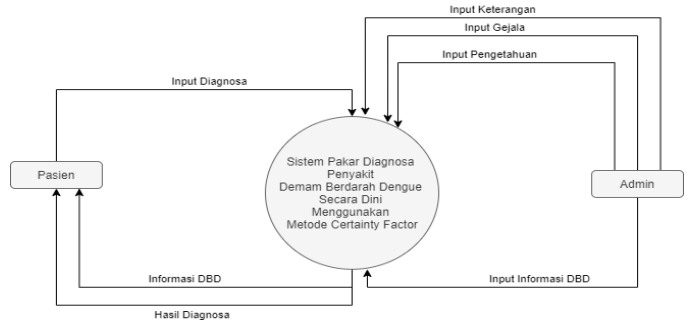 Input Keterangan
Input Gejala
Input Pengetahuan
Input Diagnosa
Sistem Pakar Diagnosa
Penyakit
Demam Berdarah Dengue
Secara Dini
Menggunakan
Metode Certainty Factor
Pasien
Admin
Informasi DBD
Input Informasi DBD
Hasil Diagnosa